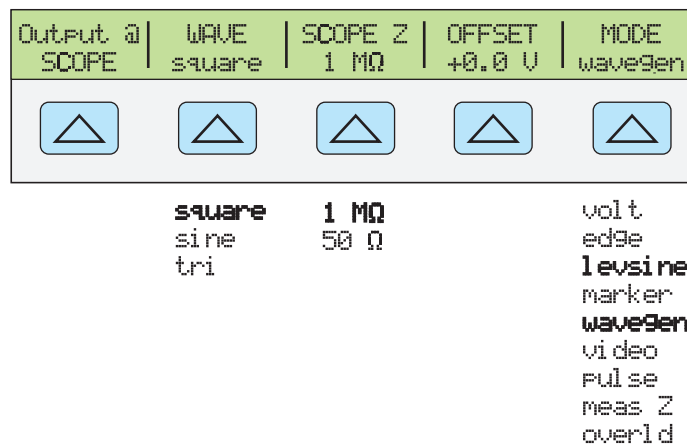 Output @ SCOPE
WAVE square
SCOPE Z 1 MΩ
OFFSET +0.0 V
MODE wavegen
square
sine
tri
1 MΩ
50 Ω
volt
edge
levsine
marker
wavegen
video
pulse
meas Z
overld